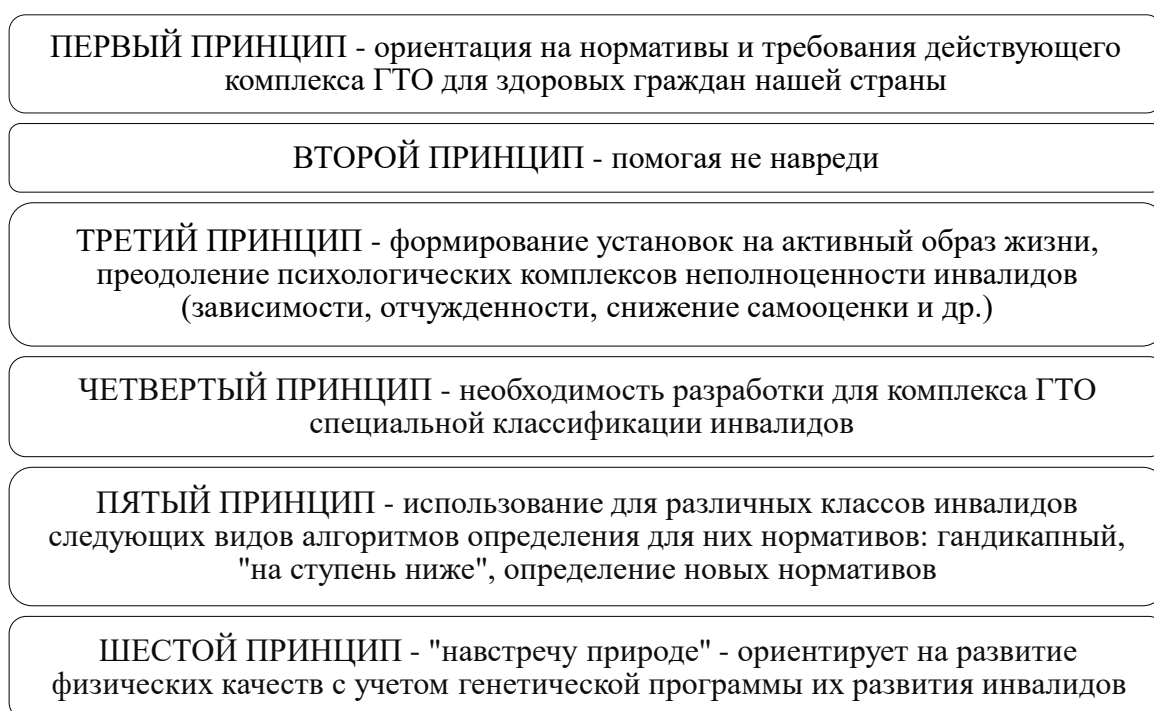 ПЕРВЫЙ ПРИНЦИП - ориентация на нормативы и требования действующего
комплекса ГТО для здоровых граждан нашей страны
ВТОРОЙ ПРИНЦИП - помогая не навреди
ТРЕТИЙ ПРИНЦИП - формирование установок на активный образ жизни,
преодоление психологических комплексов неполноценности инвалидов
(зависимости, отчужденности, снижение самооценки и др.)
ЧЕТВЕРТЫЙ ПРИНЦИП - необходимость разработки для комплекса ГТО
специальной классификации инвалидов
ПЯТЫЙ ПРИНЦИП - использование для различных классов инвалидов
следующих видов алгоритмов определения для них нормативов: гандикапный,
"на ступень ниже", определение новых нормативов
ШЕСТОЙ ПРИНЦИП - "навстречу природе" - ориентирует на развитие
физических качеств с учетом генетической программы их развития инвалидов